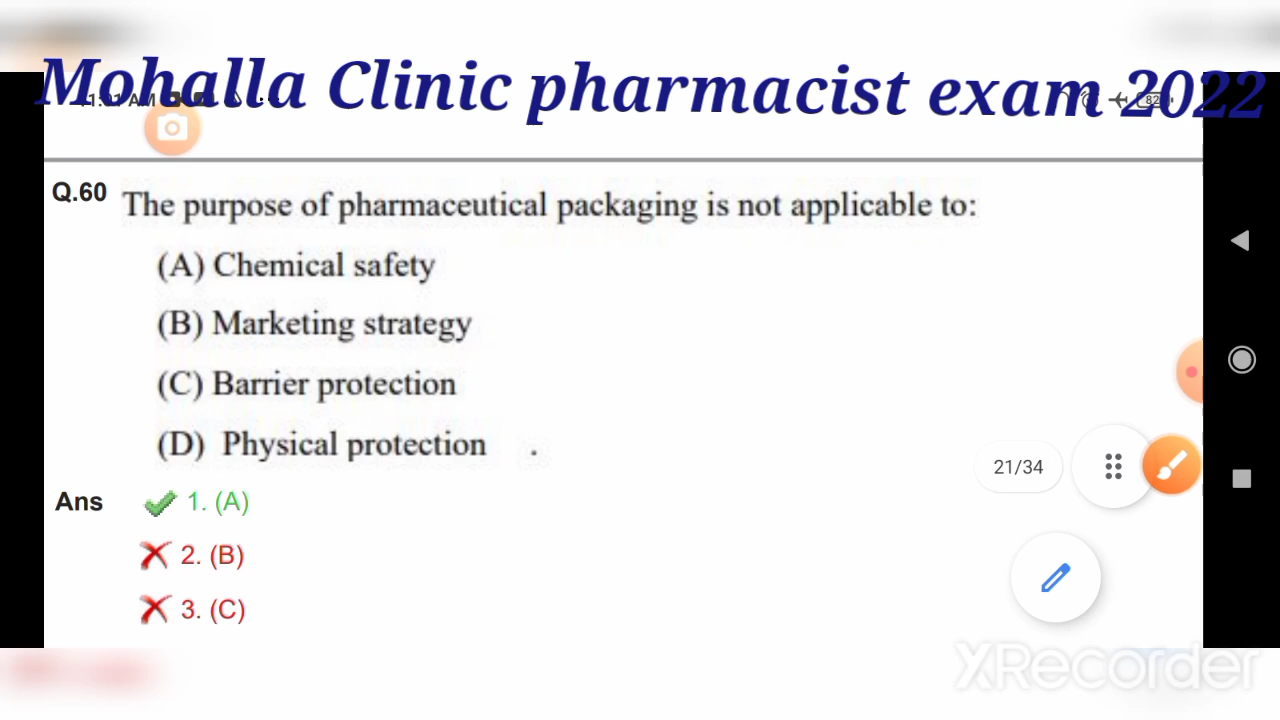 Mohalla Clinic pharmacist exam 2022
82
Q.60 The purpose of pharmaceutical packaging is not applicable to:
(A) Chemical safety
(B) Marketing strategy
(C) Barrier protection
(D) Physical protection .
Ans 1. (A)
2. (B)
3. (C)
21/34
XRecorder